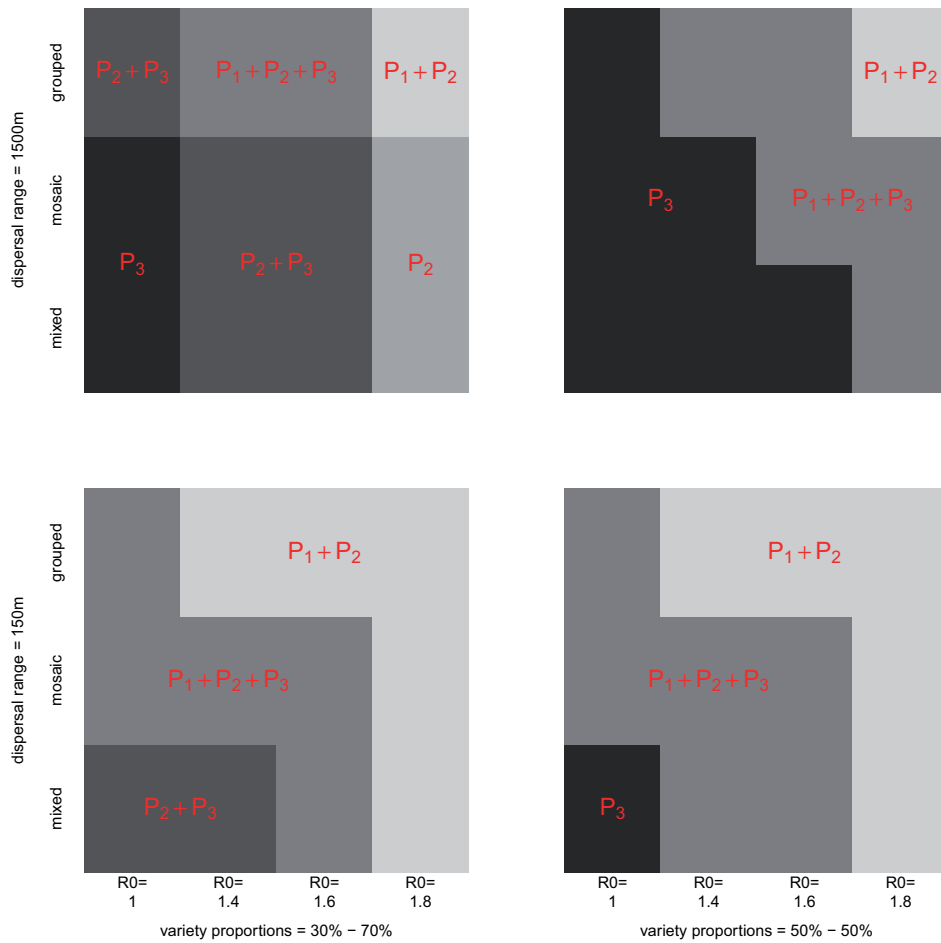 dispersal range = 1500m
grouped
mosaic
mixed
P₂ + P₃
P₁ + P₂ + P₃
P₁ + P₂
P₃
P₂ + P₃
P₂
P₁ + P₂
P₃
P₁ + P₂ + P₃
dispersal range = 150m
grouped
mosaic
mixed
P₁ + P₂
P₁ + P₂ + P₃
P₂ + P₃
P₁ + P₂
P₁ + P₂ + P₃
P₃
R0= R0= R0= R0=
1 1.4 1.6 1.8
variety proportions = 30% − 70%
R0= R0= R0= R0=
1 1.4 1.6 1.8
variety proportions = 50% − 50%